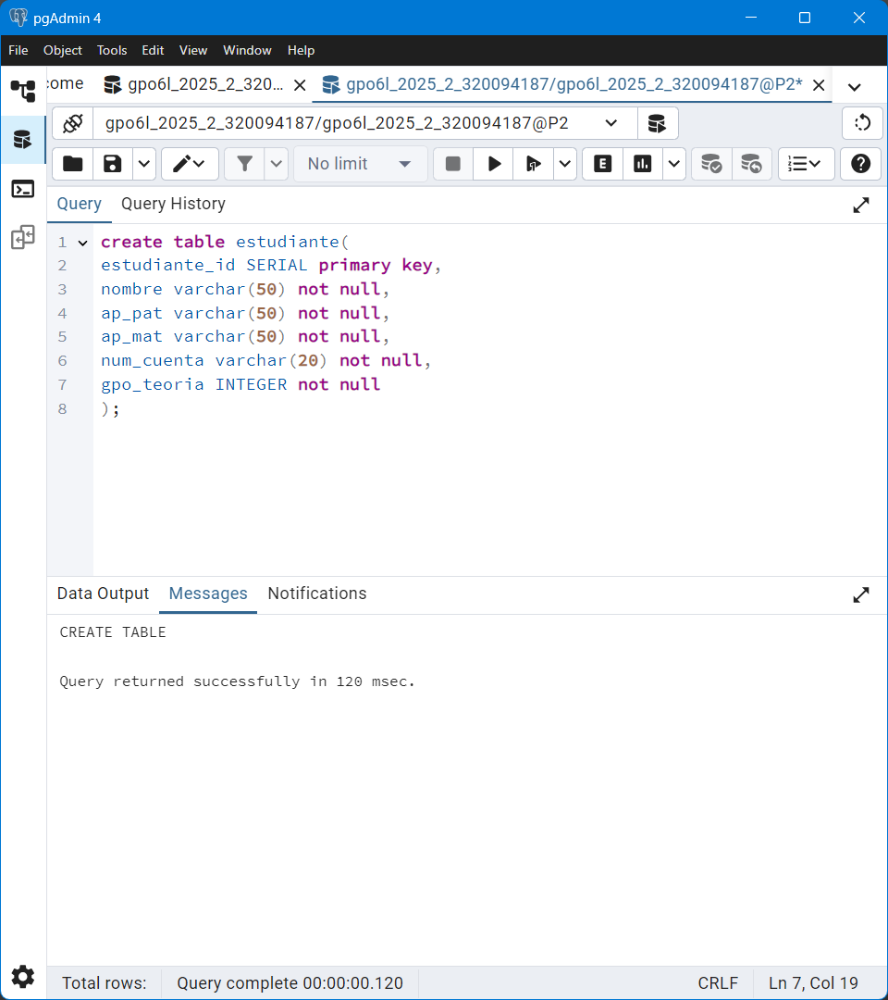 pgAdmin 4
File Object Tools Edit View Window Help
come gpo6l_2025_2_320... gpo6l_2025_2_320094187/gpo6l_2025_2_320094187@P2*
gpo6l_2025_2_320094187/gpo6l_2025_2_320094187@P2
No limit E
Query Query History
1 create table estudiante(
2 estudiante_id SERIAL primary key,
3 nombre varchar(50) not null,
4 ap_pat varchar(50) not null,
5 ap_mat varchar(50) not null,
6 num_cuenta varchar(20) not null,
7 gpo_teoria INTEGER not null
8 );
Data Output Messages Notifications
CREATE TABLE
Query returned successfully in 120 msec.
Total rows: Query complete 00:00:00.120 CRLF Ln 7, Col 19